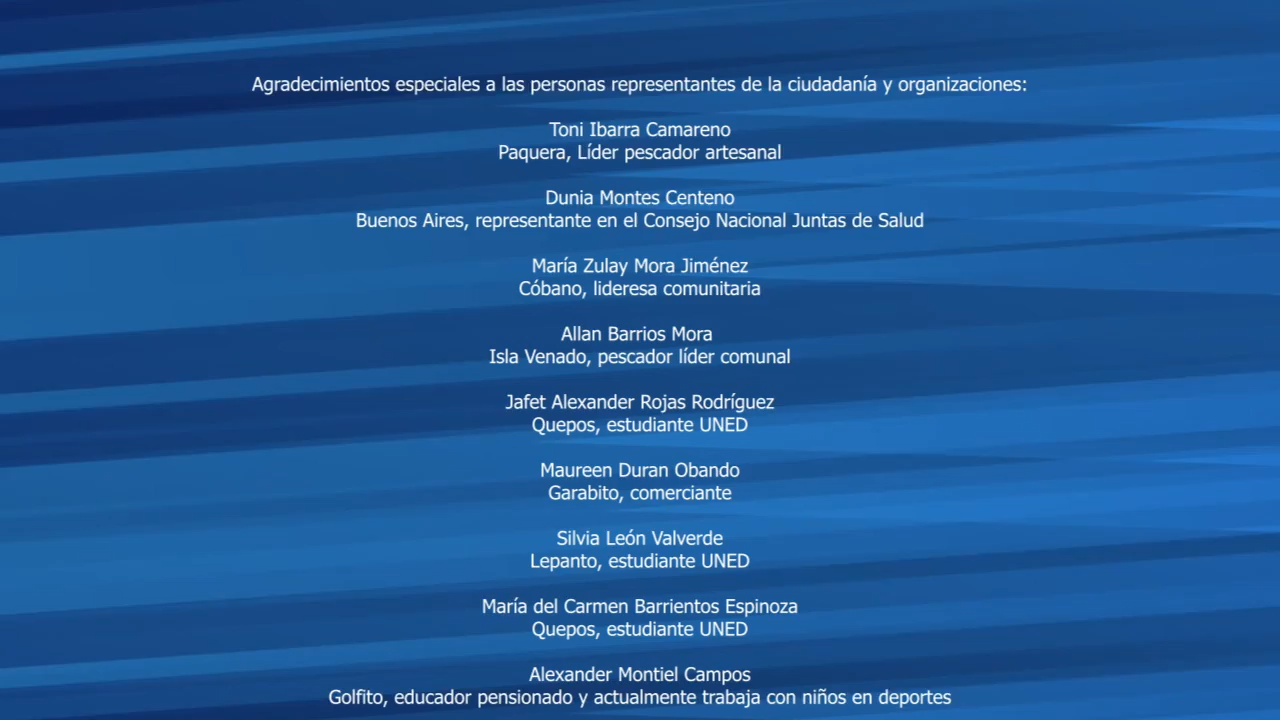 Agradecimientos especiales a las personas representantes de la ciudadanía y organizaciones:
Toni Ibarra Camareno
Paquera, Líder pescador artesanal
Dunia Montes Centeno
Buenos Aires, representante en el Consejo Nacional Juntas de Salud
María Zulay Mora Jiménez
Cóbano, lideresa comunitaria
Allan Barrios Mora
Isla Venado, pescador líder comunal
Jafet Alexander Rojas Rodríguez
Quepos, estudiante UNED
Maureen Duran Obando
Garabito, comerciante
Silvia León Valverde
Lepanto, estudiante UNED
María del Carmen Barrientos Espinoza
Quepos, estudiante UNED
Alexander Montiel Campos
Golfito, educador pensionado y actualmente trabaja con niños en deportes